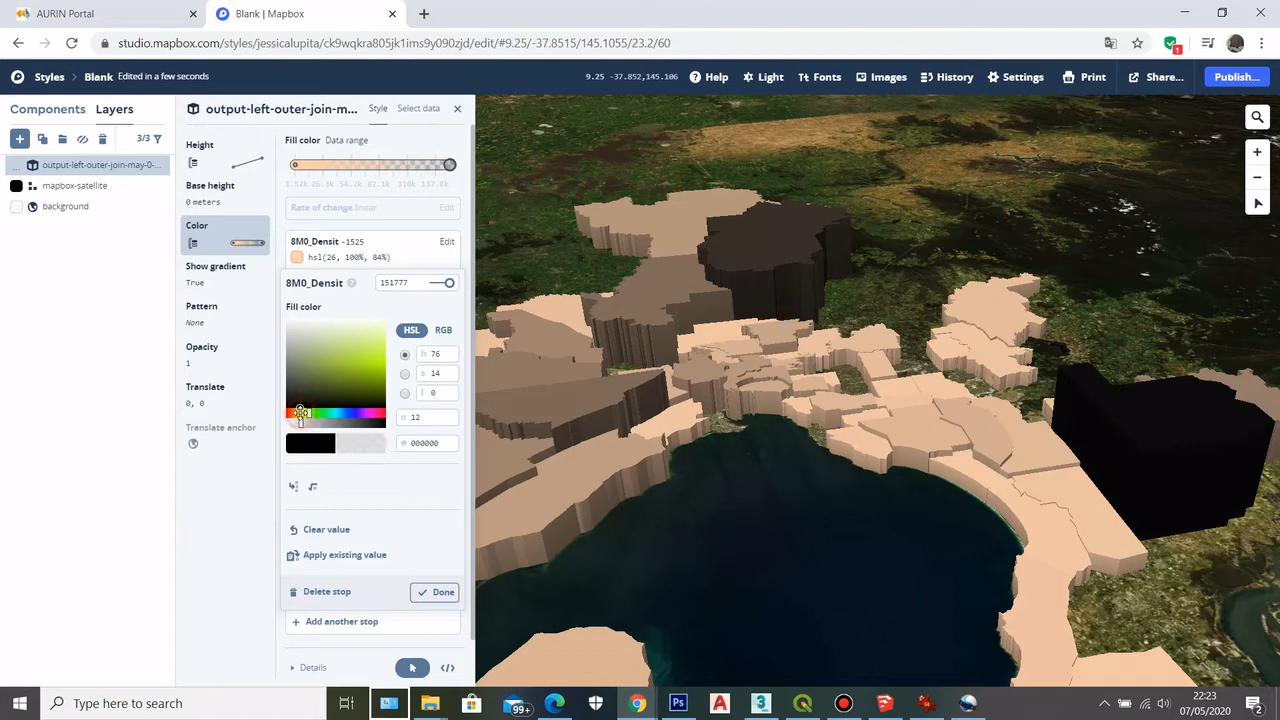 AURIN Portal
Blank | Mapbox
studio.mapbox.com/styles/jessicalupita/ck9wqkra805jk1ims9y090zjd/edit/#9.25/-37.8515/145.1055/23.2/60
1
Styles
Blank
Edited in a few seconds
9.25 -37.852,145.106
Help
Light
Fonts
Images
History
Settings
Print
Share...
Publish...
Components
Layers
output-left-outer-join-m...
Style
Select data
3/3
output-left-outer-join-may-0-...
mapbox-satellite
background
Height
Base height
0 meters
Color
Show gradient
True
Pattern
None
Opacity
1
Translate
0, 0
Translate anchor
Fill color Data range
1.52k 26.3k 54.2k 82.1k 110k 137.8k
Rate of change linear
Edit
8M0_Densit -1525
Edit
hsl(26, 100%, 84%)
8M0_Densit
151777
Fill color
HSL
RGB
h 76
s 14
l 0
α 12
000000
Clear value
Apply existing value
Delete stop
Done
Add another stop
Details
Type here to search
99+
Ps
A
3
22:23
07/05/2020
2